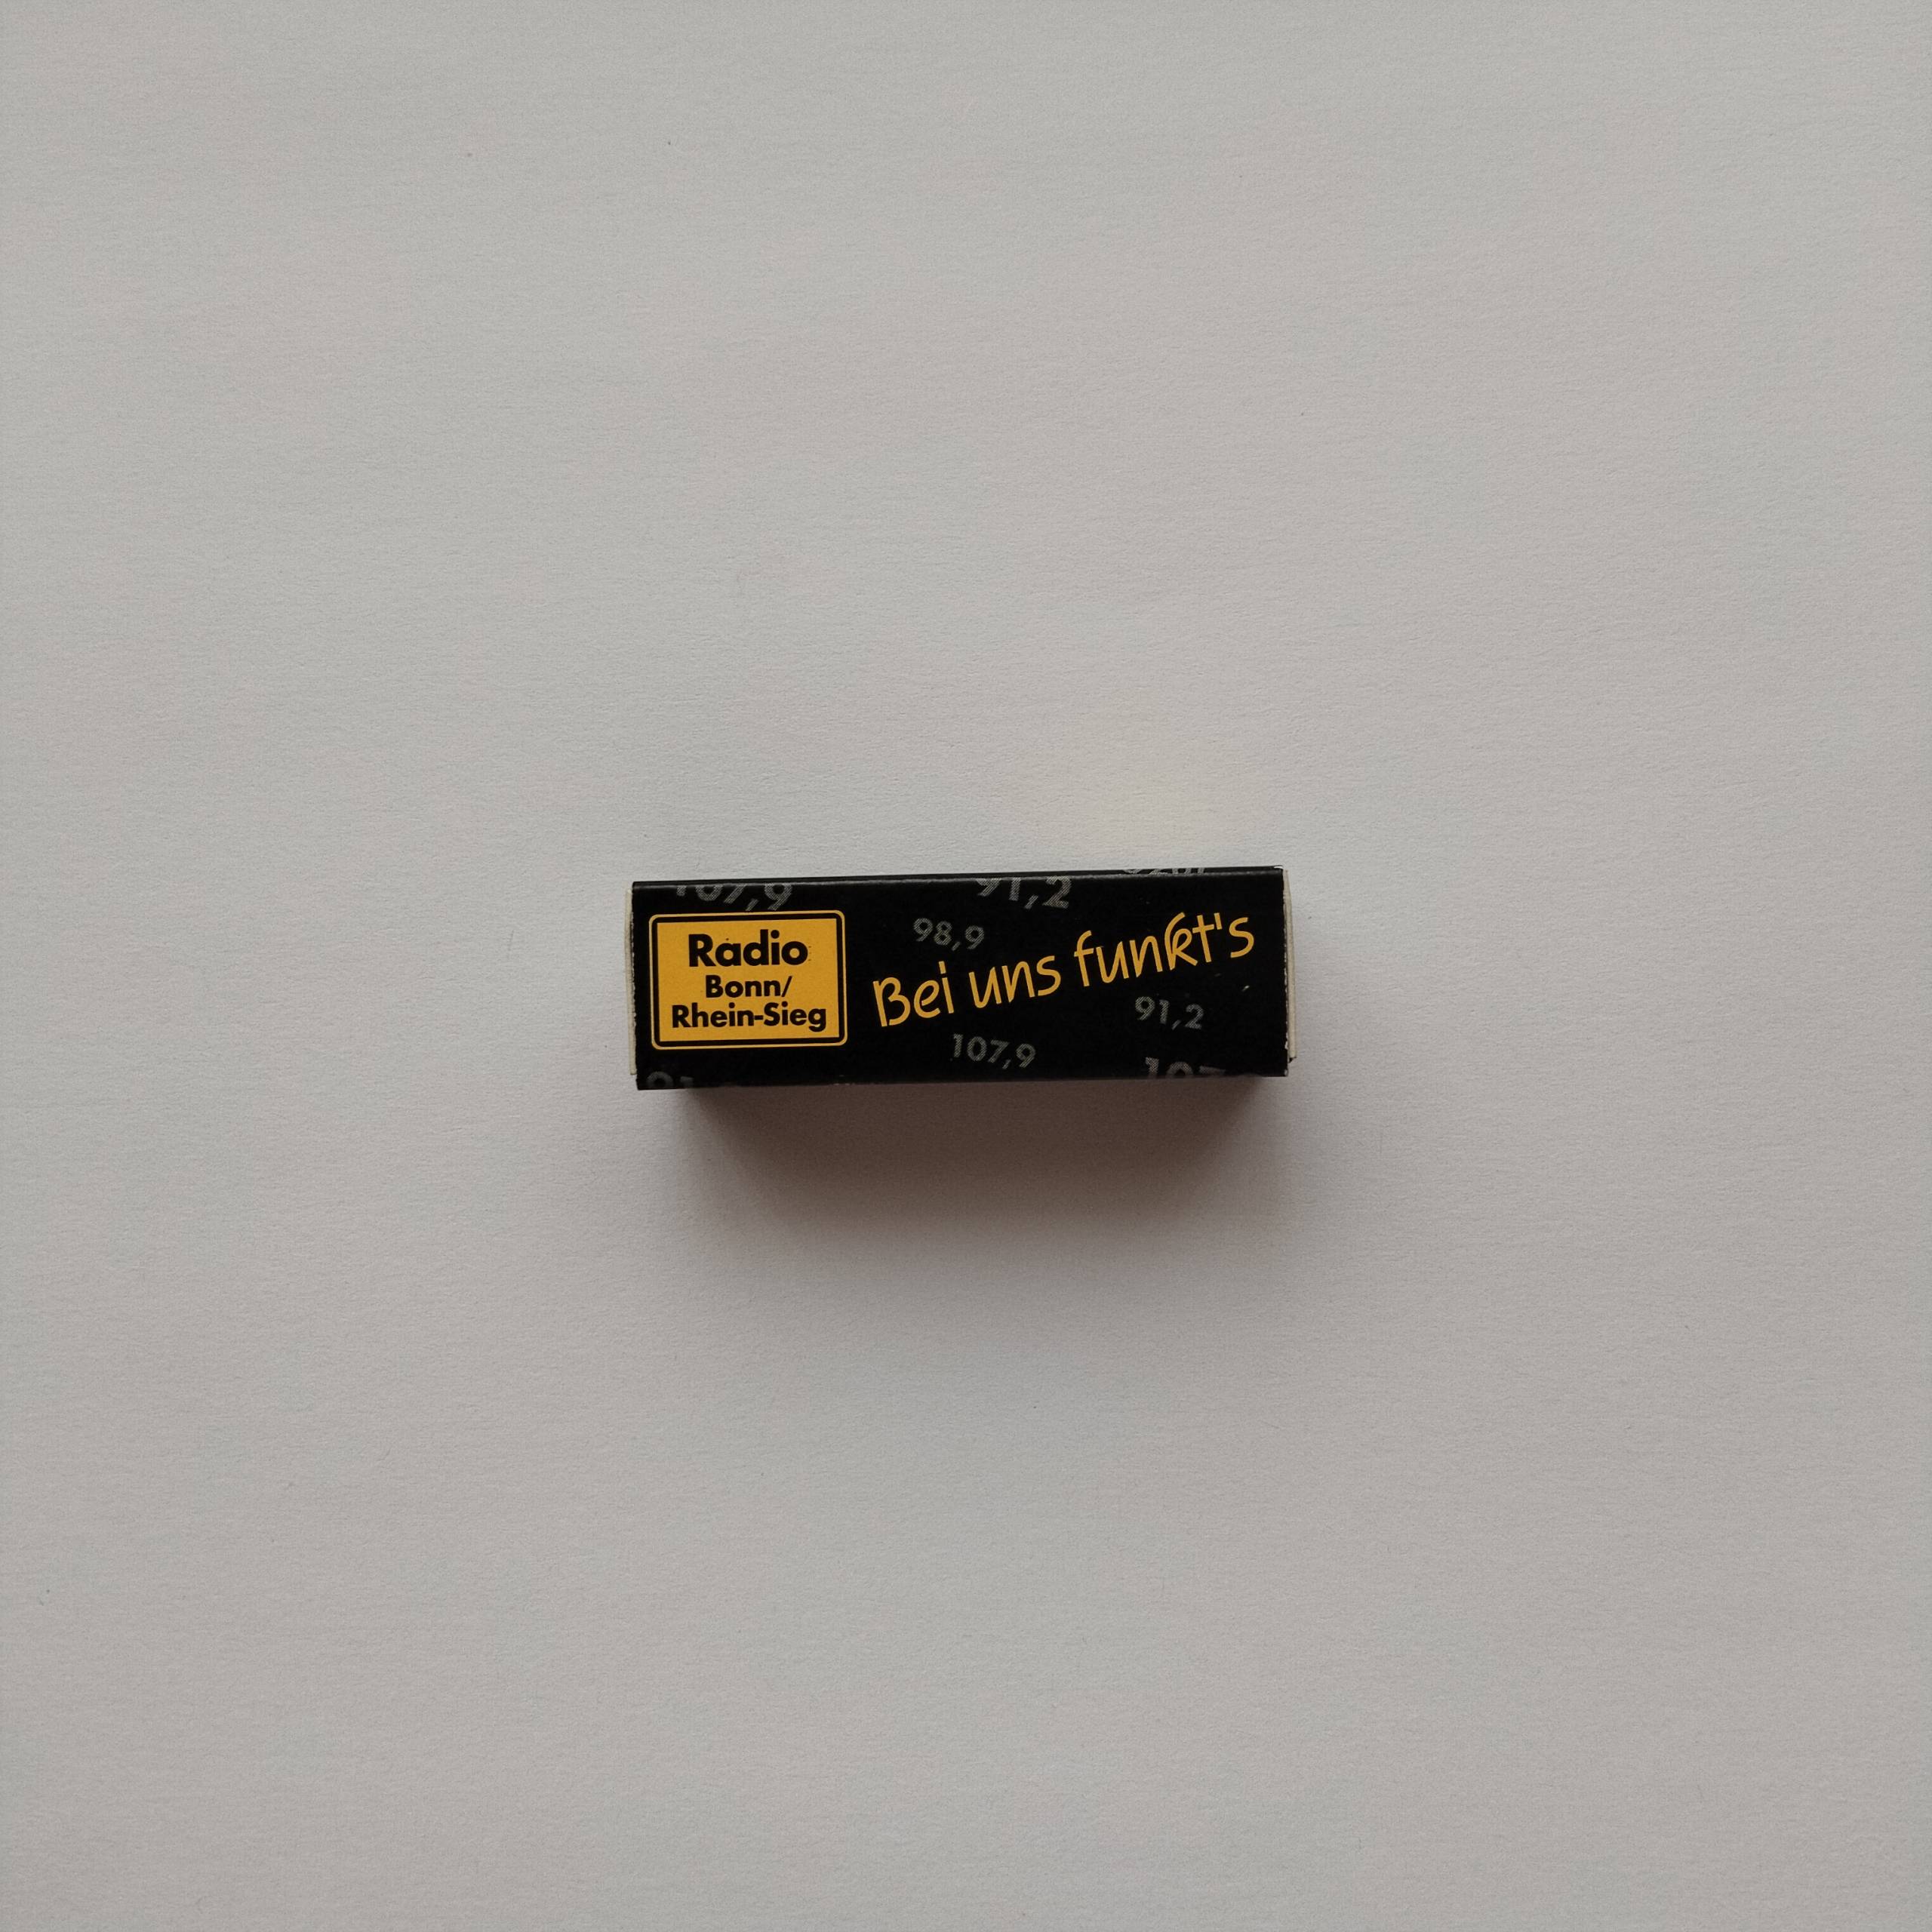 107,9
91,2
98,9
Radio
Bonn/
Rhein-Sieg
Bei uns funkt's
91,2
107,9